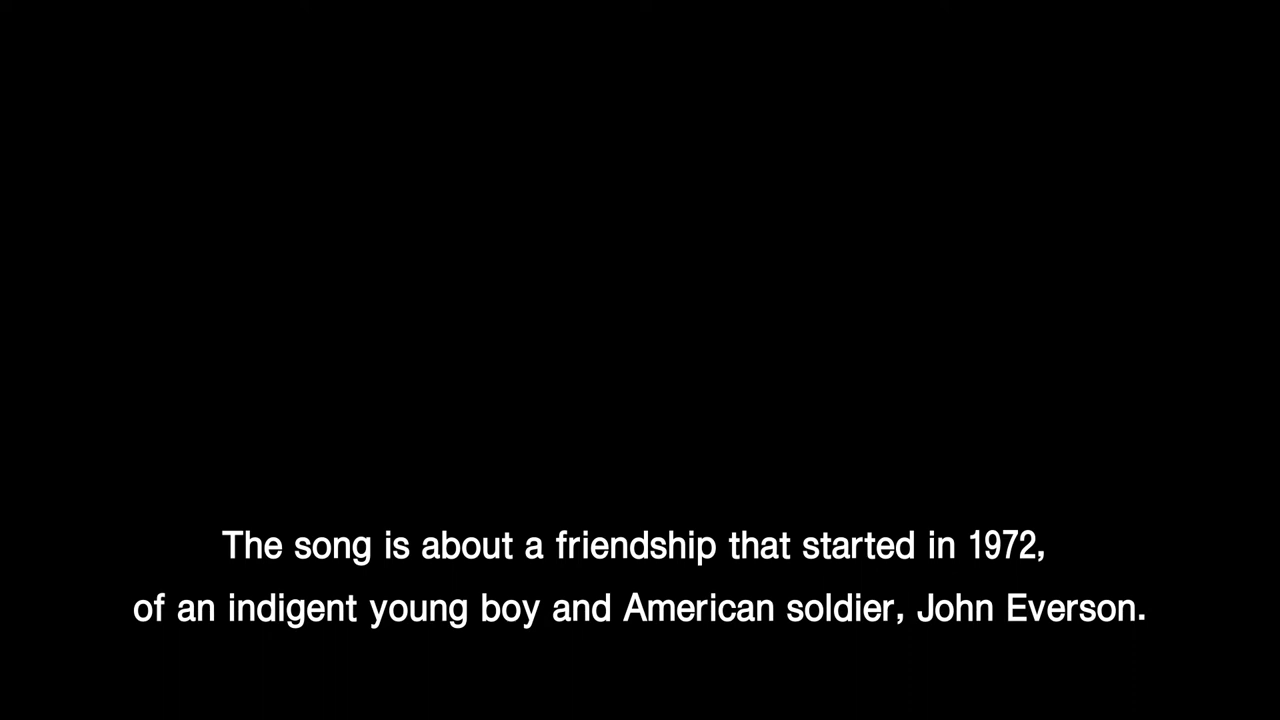 The song is about a friendship that started in 1972,
of an indigent young boy and American soldier, John Everson.